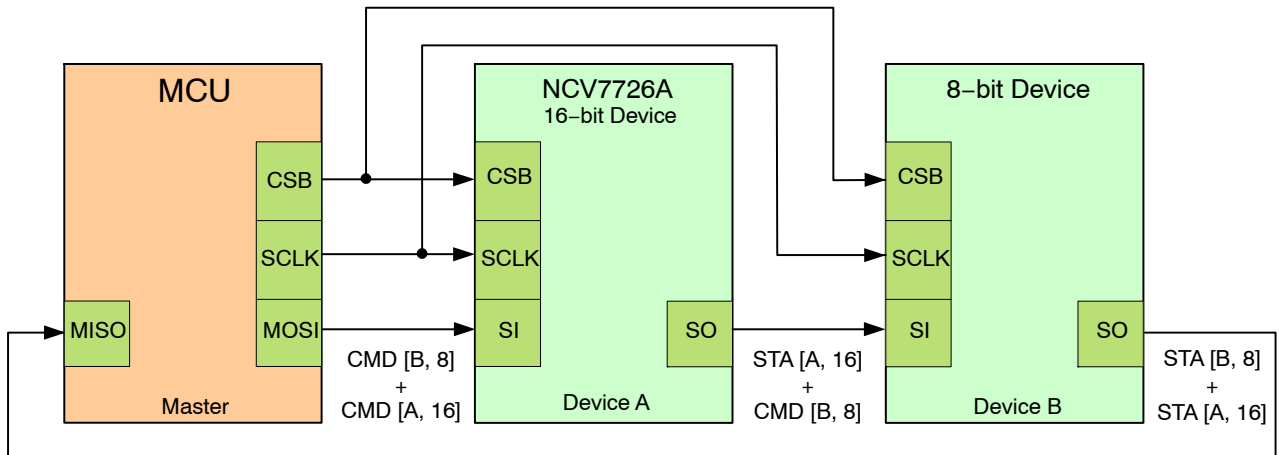 MCU
CSB
SCLK
MOSI
MISO
Master
CMD [B, 8]
+
CMD [A, 16]
NCV7726A
16−bit Device
CSB
SCLK
SI
SO
Device A
STA [A, 16]
+
CMD [B, 8]
8−bit Device
CSB
SCLK
SI
SO
Device B
STA [B, 8]
+
STA [A, 16]